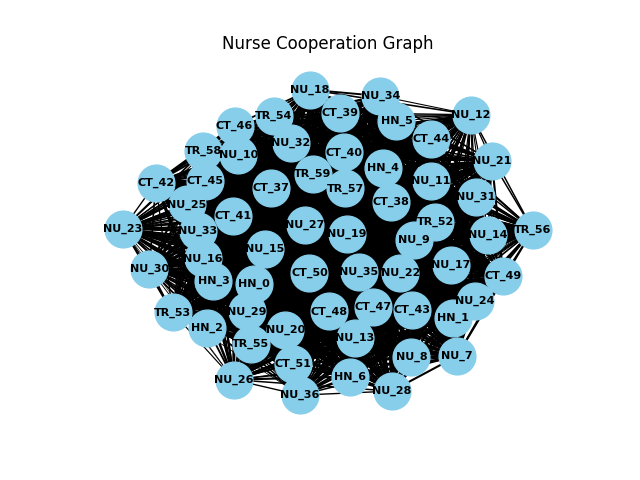 Nurse Cooperation Graph
NU_18
NU_34
TR_54
CT_39
NU_12
HN_5
CT_46
CT_44
NU_32
TR_58
NU_10
CT_40
NU_21
HN_4
TR_59
CT_42
CT_45
NU_11
CT_37
TR_57
NU_31
CT_38
NU_25
CT_41
TR_52
NU_27
NU_23
TR_56
NU_33
NU_19
NU_14
NU_9
NU_15
NU_16
NU_17
NU_30
CT_50
NU_35
NU_22
CT_49
HN_3
HN_0
NU_24
CT_47
CT_43
TR_53
NU_29
CT_48
HN_1
HN_2
NU_20
NU_13
TR_55
NU_8
NU_7
CT_51
HN_6
NU_26
NU_28
NU_36